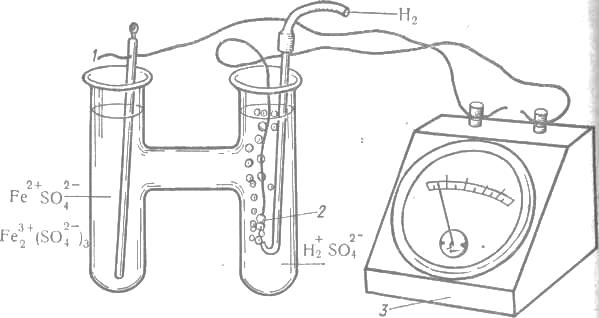 1
H₂
Fe²⁺SO₄²⁻
Fe₂³⁺(SO₄²⁻)₃
2
H₂⁺SO₄²⁻
3